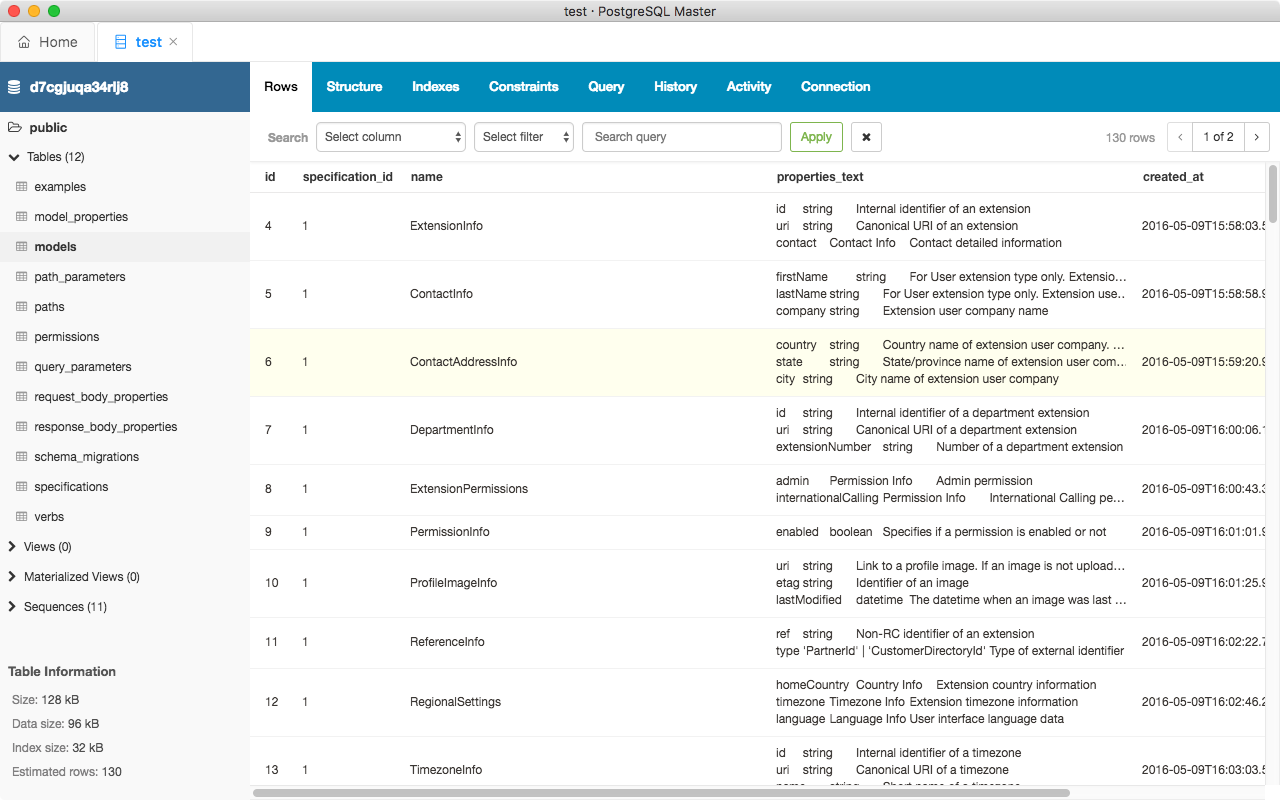 test · PostgreSQL Master
Home
test
d7cgjuqa34rlj8
Rows Structure Indexes Constraints Query History Activity Connection
public
Tables (12)
examples
model_properties
models
path_parameters
paths
permissions
query_parameters
request_body_properties
response_body_properties
schema_migrations
specifications
verbs
Views (0)
Materialized Views (0)
Sequences (11)
Table Information
Size: 128 kB
Data size: 96 kB
Index size: 32 kB
Estimated rows: 130
Search Select column Select filter Search query Apply 130 rows 1 of 2
id specification_id name properties_text created_at
4 1 ExtensionInfo
id string Internal identifier of an extension
uri string Canonical URI of an extension
contact Contact Info Contact detailed information
2016-05-09T15:58:03.5
5 1 ContactInfo
firstName string For User extension type only. Extensio…
lastName string For User extension type only. Extension use…
company string Extension user company name
2016-05-09T15:58:58.9
6 1 ContactAddressInfo
country string Country name of extension user company. …
state string State/province name of extension user com…
city string City name of extension user company
2016-05-09T15:59:20.9
7 1 DepartmentInfo
id string Internal identifier of a department extension
uri string Canonical URI of a department extension
extensionNumber string Number of a department extension
2016-05-09T16:00:06.1
8 1 ExtensionPermissions
admin Permission Info Admin permission
internationalCalling Permission Info International Calling pe…
2016-05-09T16:00:43.3
9 1 PermissionInfo
enabled boolean Specifies if a permission is enabled or not
2016-05-09T16:01:01.9
10 1 ProfileImageInfo
uri string Link to a profile image. If an image is not upload…
etag string Identifier of an image
lastModified datetime The datetime when an image was last …
2016-05-09T16:01:25.9
11 1 ReferenceInfo
ref string Non-RC identifier of an extension
type 'PartnerId' | 'CustomerDirectoryId' Type of external identifier
2016-05-09T16:02:22.7
12 1 RegionalSettings
homeCountry Country Info Extension country information
timezone Timezone Info Extension timezone information
language Language Info User interface language data
2016-05-09T16:02:46.2
13 1 TimezoneInfo
id string Internal identifier of a timezone
uri string Canonical URI of a timezone
name string Short name of a timezone
2016-05-09T16:03:03.5